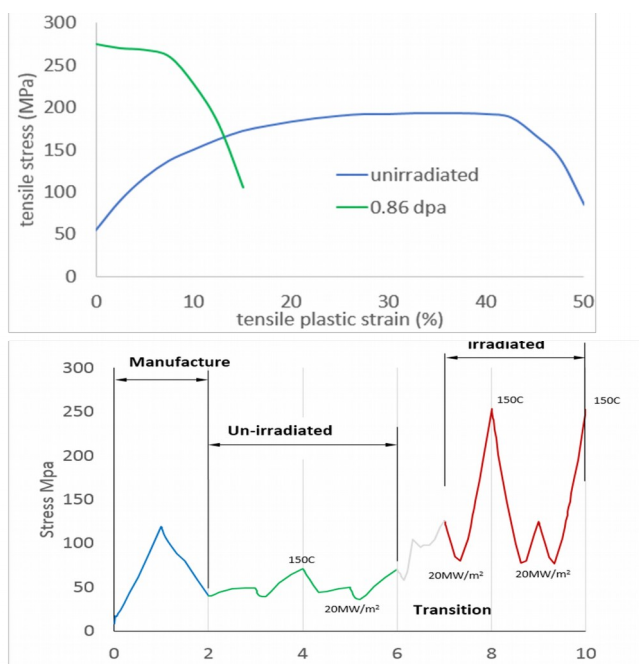 300
250
200
150
100
50
0
tensile stress (MPa)
unirradiated
0.86 dpa
0 10 20 30 40 50
tensile plastic strain (%)
300
250
200
150
100
50
0
Stress Mpa
Manufacture
Irradiated
150C 150C
Un-irradiated
150C
20MW/m²
20MW/m² 20MW/m²
Transition
0 2 4 6 8 10